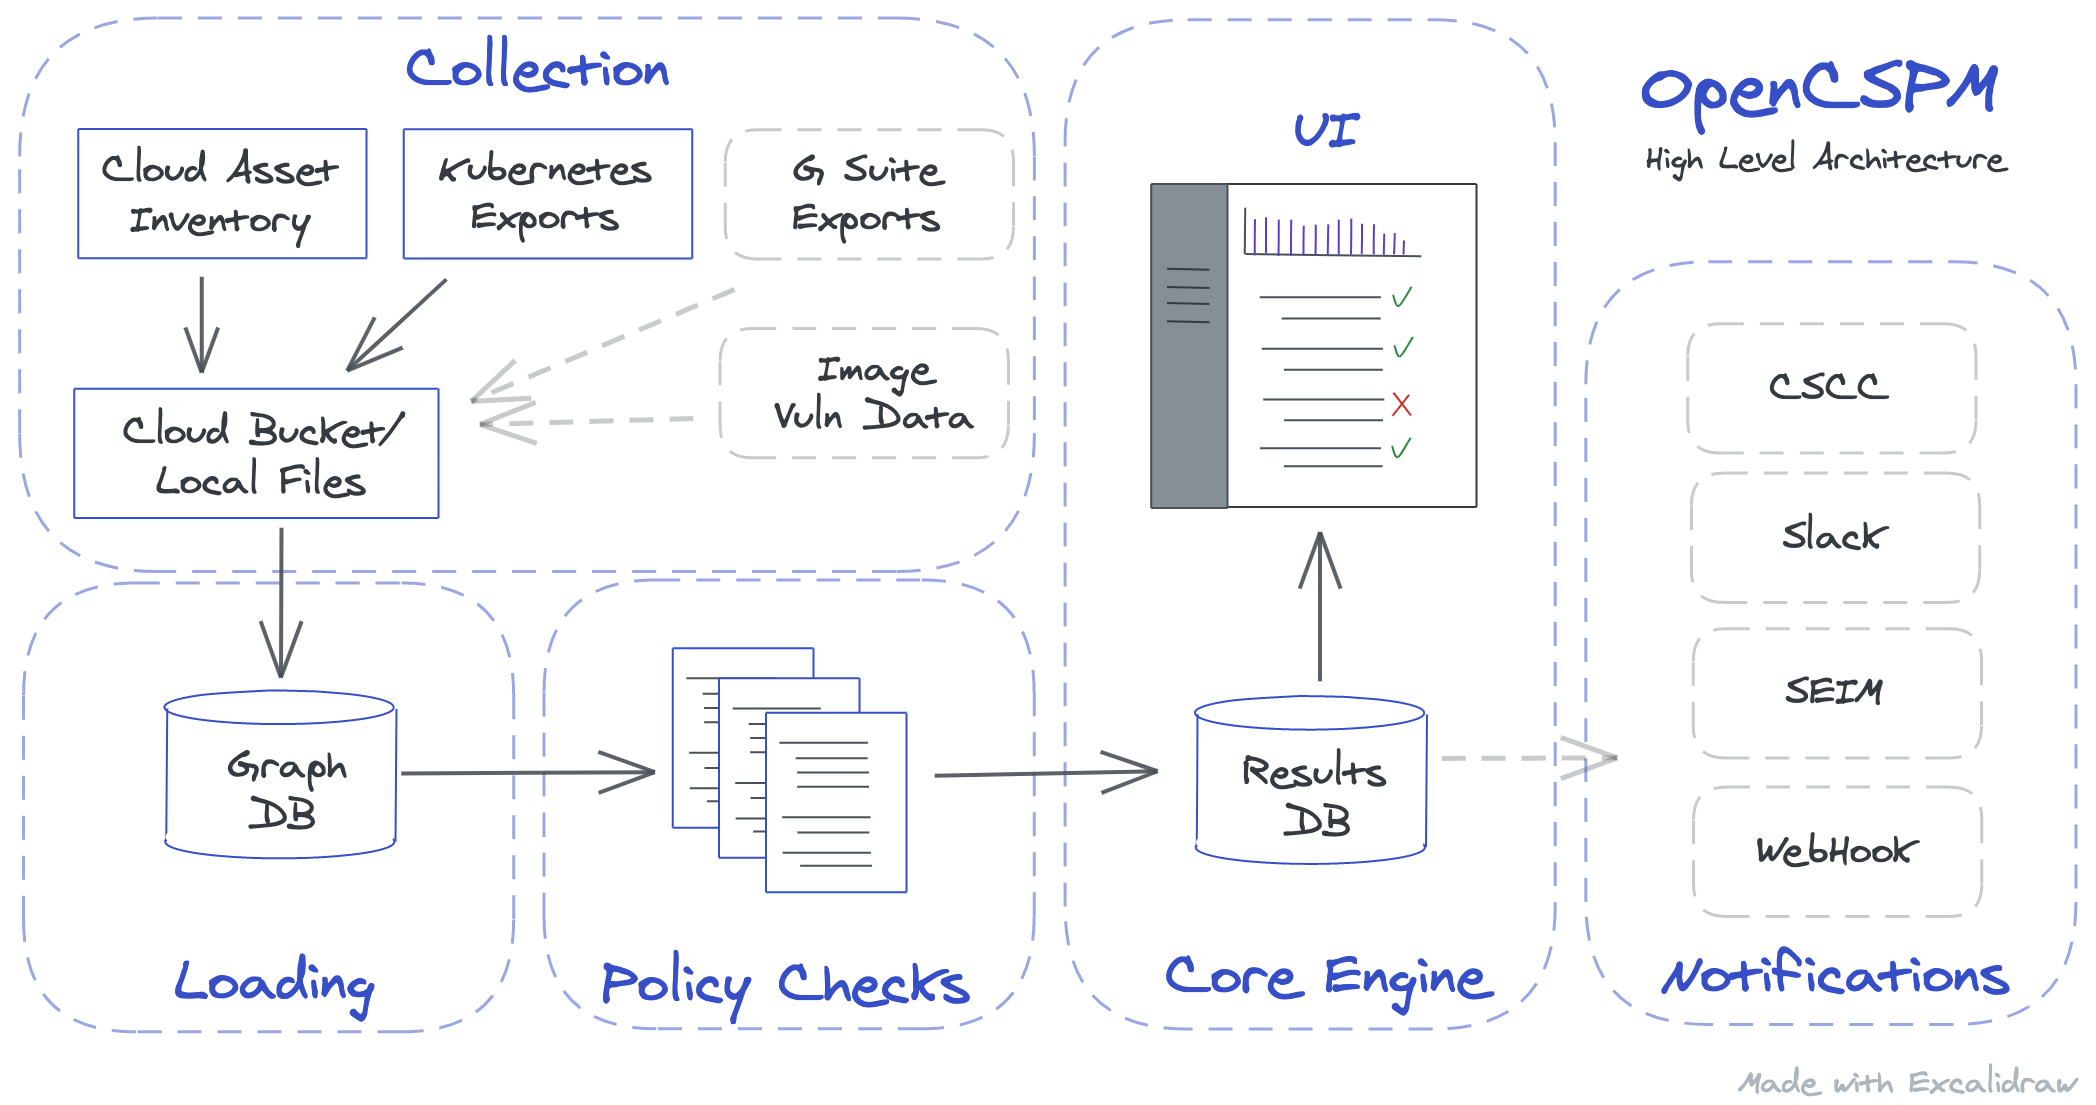 Collection
Cloud Asset
Inventory
Kubernetes
Exports
G Suite
Exports
Image
Vuln Data
Cloud Bucket/
Local Files
Graph
DB
Loading
Policy Checks
UI
Results
DB
Core Engine
OpenCSPM
High Level Architecture
CSCC
Slack
SEIM
WebHook
Notifications
Made with Excalidraw